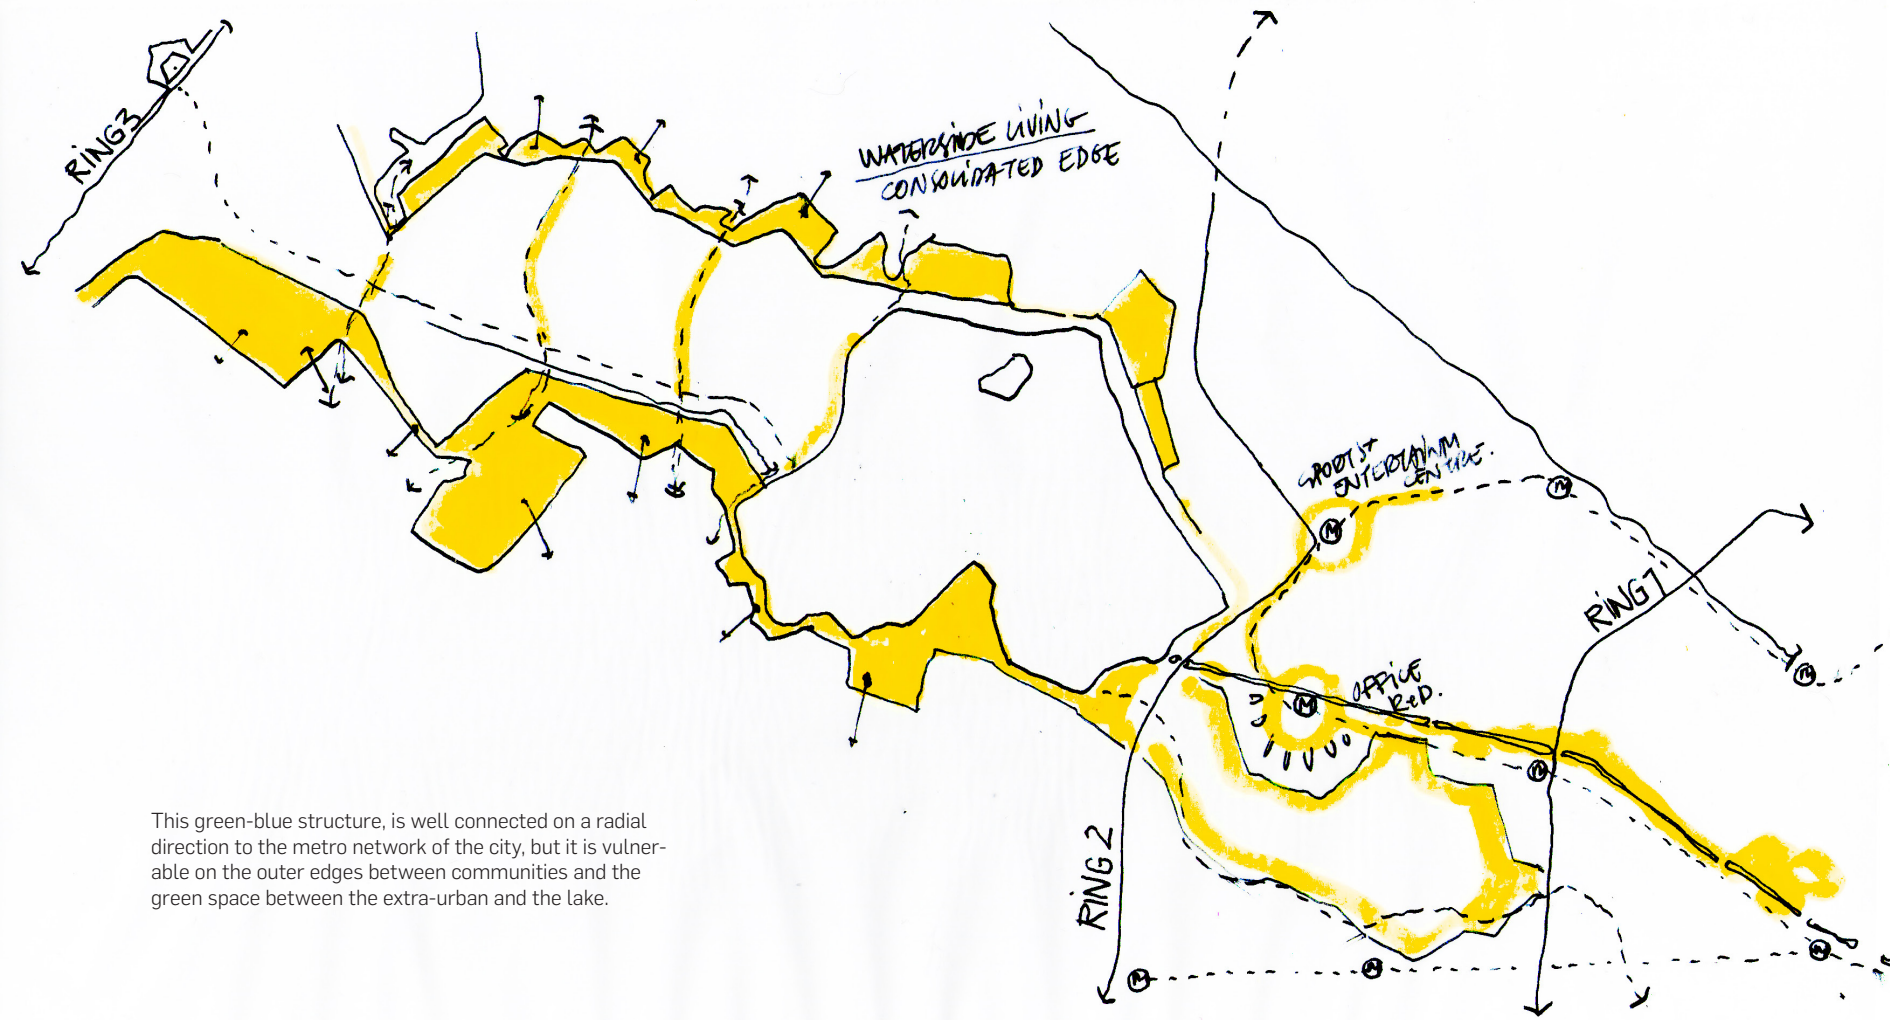 RING3
WATERSIDE LIVING
CONSOLIDATED EDGE
SPORTS+
CENTRE.
M
M
RING1
M
OFFICE
R&D.
M
M
This green-blue structure, is well connected on a radial
direction to the metro network of the city, but it is vulner-
able on the outer edges between communities and the
green space between the extra-urban and the lake.
RING 2
M
M
M